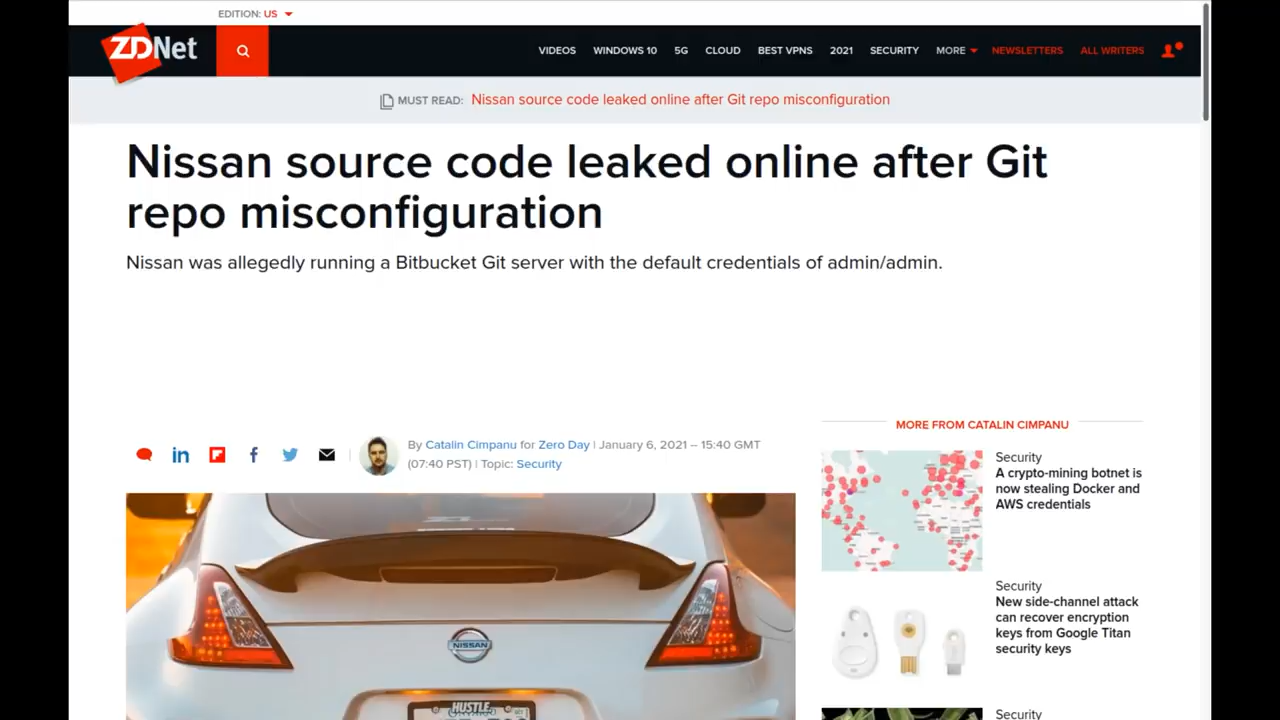 EDITION: US
ZDNet
VIDEOS WINDOWS 10 5G CLOUD BEST VPNS 2021 SECURITY MORE NEWSLETTERS ALL WRITERS
MUST READ: Nissan source code leaked online after Git repo misconfiguration
Nissan source code leaked online after Git
repo misconfiguration
Nissan was allegedly running a Bitbucket Git server with the default credentials of admin/admin.
By Catalin Cimpanu for Zero Day | January 6, 2021 -- 15:40 GMT
(07:40 PST) | Topic: Security
NISSAN
HUSTLE
MORE FROM CATALIN CIMPANU
Security
A crypto-mining botnet is
now stealing Docker and
AWS credentials
Security
New side-channel attack
can recover encryption
keys from Google Titan
security keys
Security